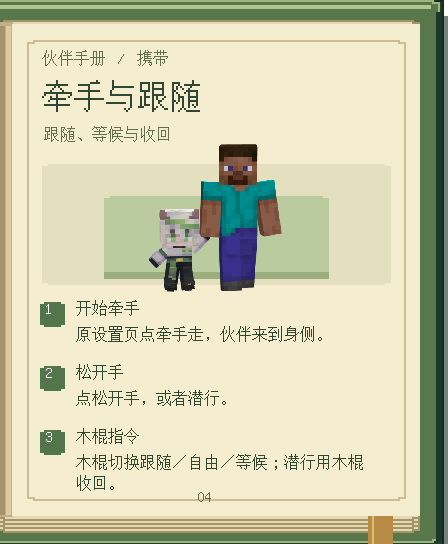 伙伴手册 / 携带
牵手与跟随
跟随、等候与收回
1 开始牵手
原设置页点牵手走，伙伴来到身侧。
2 松开手
点松开手，或者潜行。
3 木棍指令
木棍切换跟随／自由／等候；潜行用木棍
收回。
04